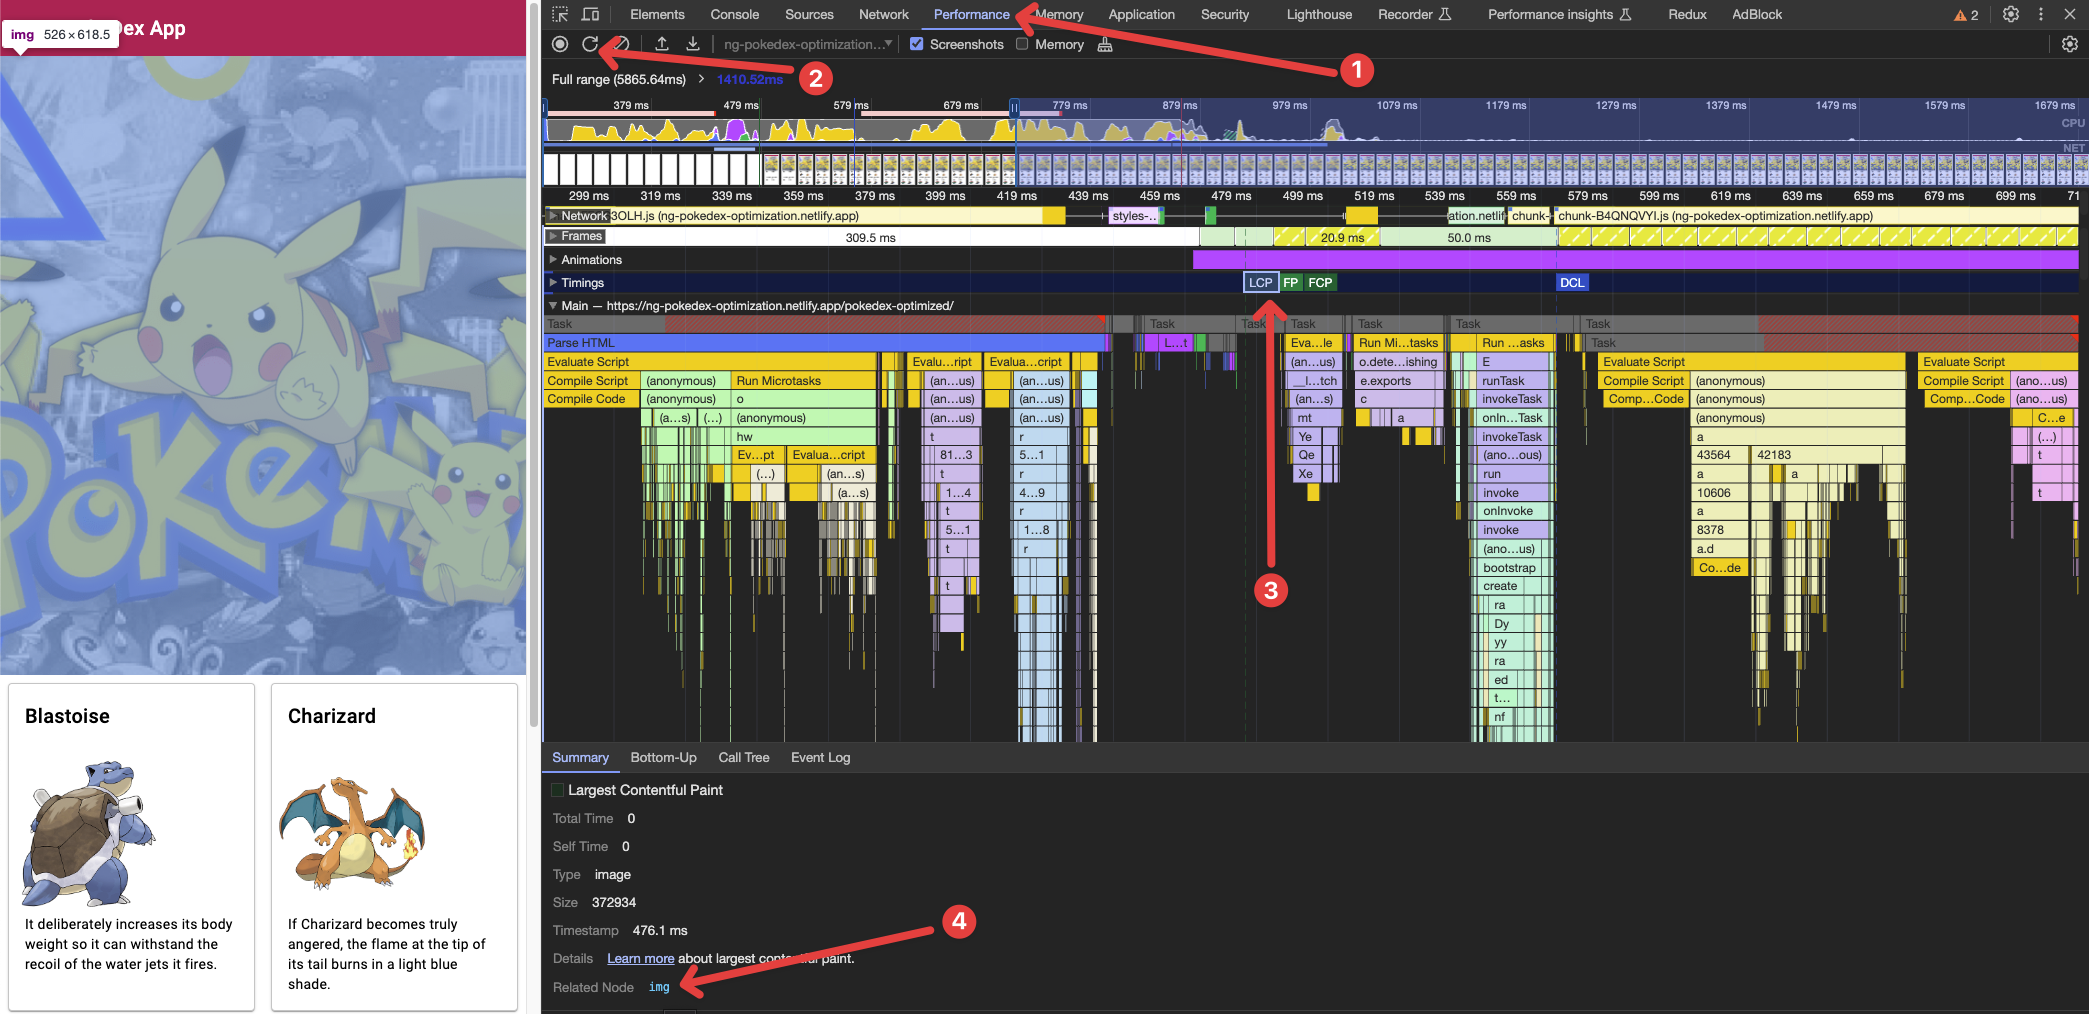 img 526×618.5
dex App
Elements Console Sources Network Performance Memory Application Security Lighthouse Recorder Performance insights Redux AdBlock 2
1
ng-pokedex-optimization... Screenshots Memory
2
Full range (5865.64ms) > 1410.52ms
379 ms 479 ms 579 ms 679 ms 779 ms 879 ms 979 ms 1079 ms 1179 ms 1279 ms 1379 ms 1479 ms 1579 ms 1679 ms
CPU
NET
299 ms 319 ms 339 ms 359 ms 379 ms 399 ms 419 ms 439 ms 459 ms 479 ms 499 ms 519 ms 539 ms 559 ms 579 ms 599 ms 619 ms 639 ms 659 ms 699 ms 71
Network 3OLH.js (ng-pokedex-optimization.netlify.app) styles-... ation.netlif chunk- chunk-B4QNQVYI.js (ng-pokedex-optimization.netlify.app)
Frames 309.5 ms 20.9 ms 50.0 ms
Animations
Timings LCP FP FCP DCL
Main — https://ng-pokedex-optimization.netlify.app/pokedex-optimized/
Task Task Task Task Task Task Task
Parse HTML L...t Eva...le Run Mi...tasks Run ...asks Task
Evaluate Script Evalu...ript Evalua...cript (an...us) o.dete...ishing E Evaluate Script Evaluate Script
Compile Script (anonymous) Run Microtasks (an...us) (an...us) __l...tch e.exports runTask Compile Script (anonymous) Compile Script (ano...us)
Compile Code (anonymous) o (an...us) (an...us) (an...s) c invokeTask Comp...Code (anonymous) Comp...Code (ano...us)
(a...s) (...) (anonymous) (an...us) (an...us) mt a onIn...Task (anonymous) C...e
hw t r Ye invokeTask a (...)
Ev...pt Evalua...cript 81...3 5...1 Qe (ano...ous) 43564 42183 t
(...) (an...s) t r Xe run a a t
(a...s) 1...4 4...9 invoke 10606 t
t r onInvoke a
5...1 1...8 invoke 8378
t r (ano...us) a.d
bootstrap Co...de
t create
3 ra
Dy
yy
ra
ed
t...
nf
Summary Bottom-Up Call Tree Event Log
Largest Contentful Paint
Total Time 0
Self Time 0
Type image
Size 372934
4
Timestamp 476.1 ms
Details Learn more about largest contentful paint.
Related Node img
POKéM
Blastoise
It deliberately increases its body
weight so it can withstand the
recoil of the water jets it fires.
Charizard
If Charizard becomes truly
angered, the flame at the tip of
its tail burns in a light blue
shade.